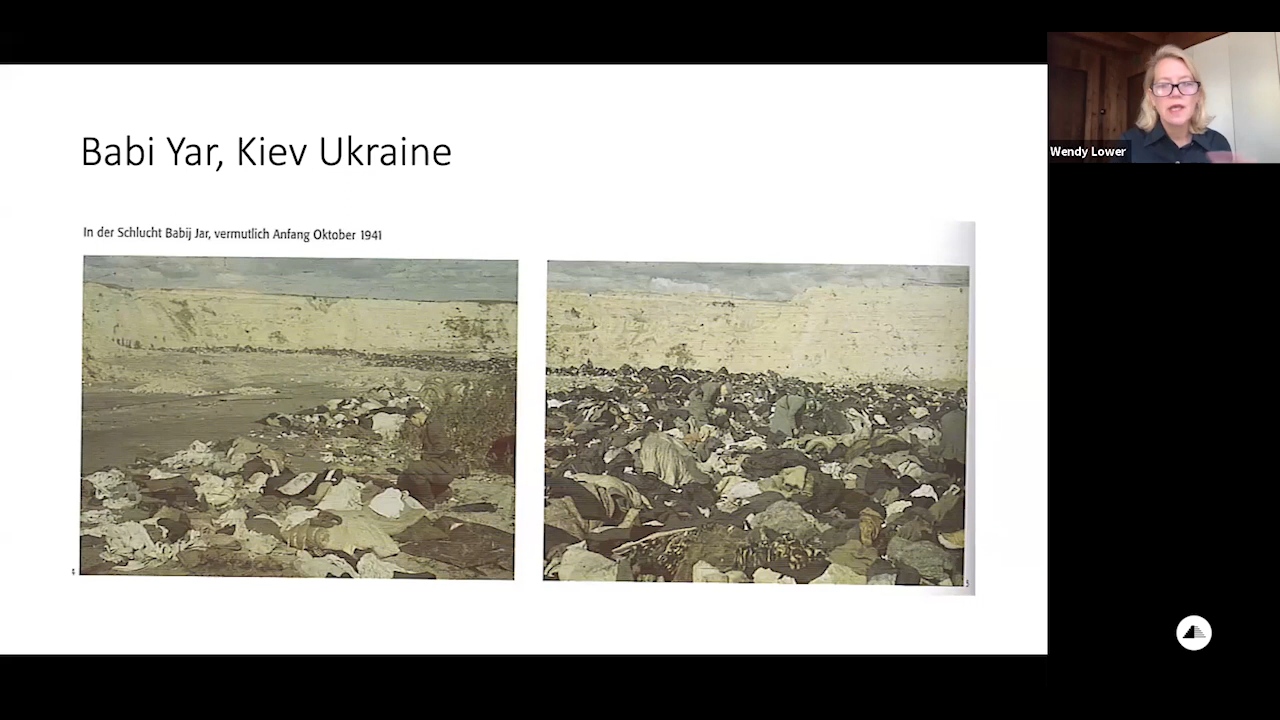 Babi Yar, Kiev Ukraine
In der Schlucht Babij Jar, vermutlich Anfang Oktober 1941
Wendy Lower